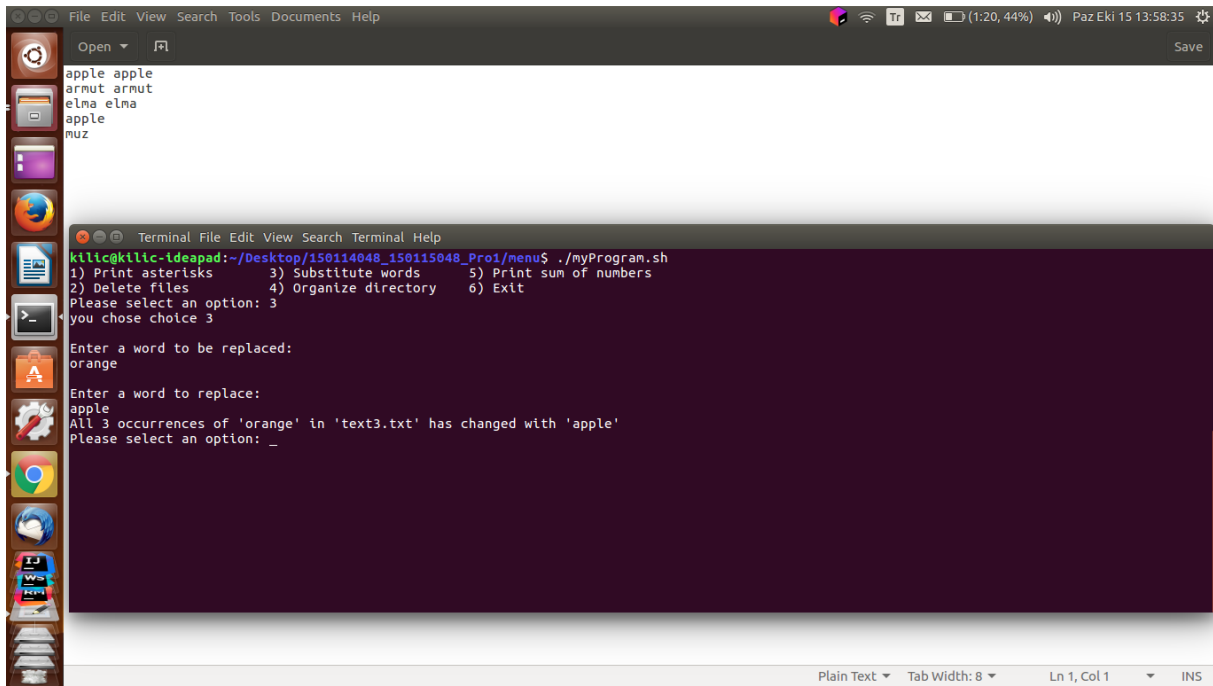 File Edit View Search Tools Documents Help Tr (1:20, 44%) Paz Eki 15 13:58:35
Open Save
apple apple
armut armut
elma elma
apple
muz
Terminal File Edit View Search Terminal Help
kilic@kilic-ideapad:~/Desktop/150114048_150115048_Pro1/menu$ ./myProgram.sh
1) Print asterisks 3) Substitute words 5) Print sum of numbers
2) Delete files 4) Organize directory 6) Exit
Please select an option: 3
you chose choice 3
Enter a word to be replaced:
orange
Enter a word to replace:
apple
All 3 occurrences of 'orange' in 'text3.txt' has changed with 'apple'
Please select an option: _
IJ
WS
RM
Plain Text Tab Width: 8 Ln 1, Col 1 INS